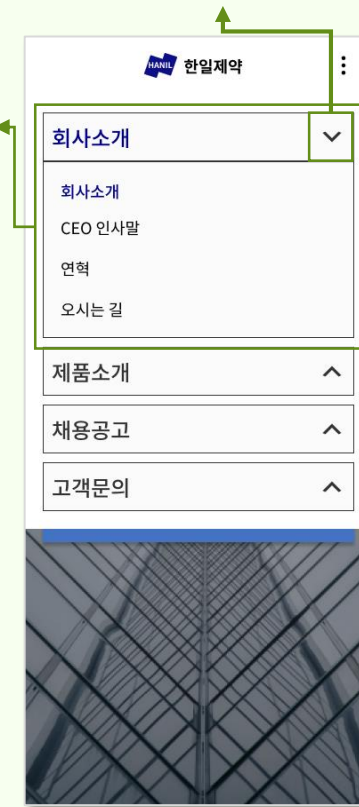 HANIL 한일제약
회사소개
회사소개
CEO 인사말
연혁
오시는 길
제품소개
채용공고
고객문의